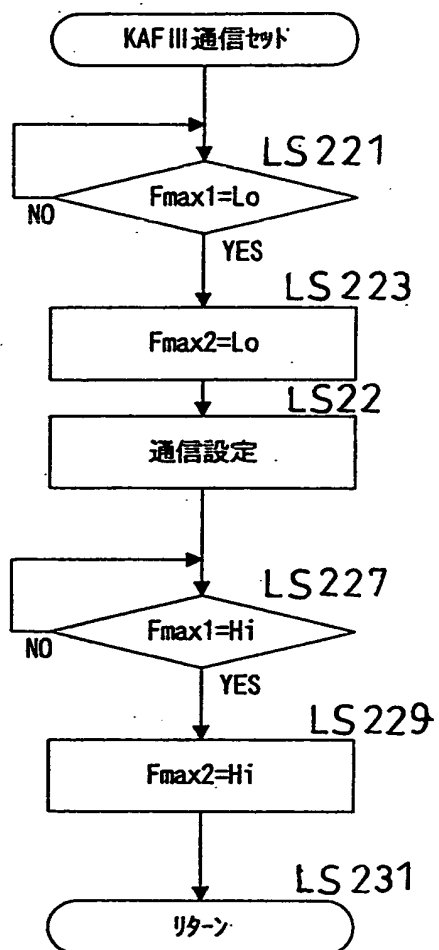 KAFⅢ通信セット
LS221
Fmax1=Lo
NO
YES
LS223
Fmax2=Lo
LS22
通信設定
LS227
Fmax1=Hi
NO
YES
LS229
Fmax2=Hi
LS231
リターン